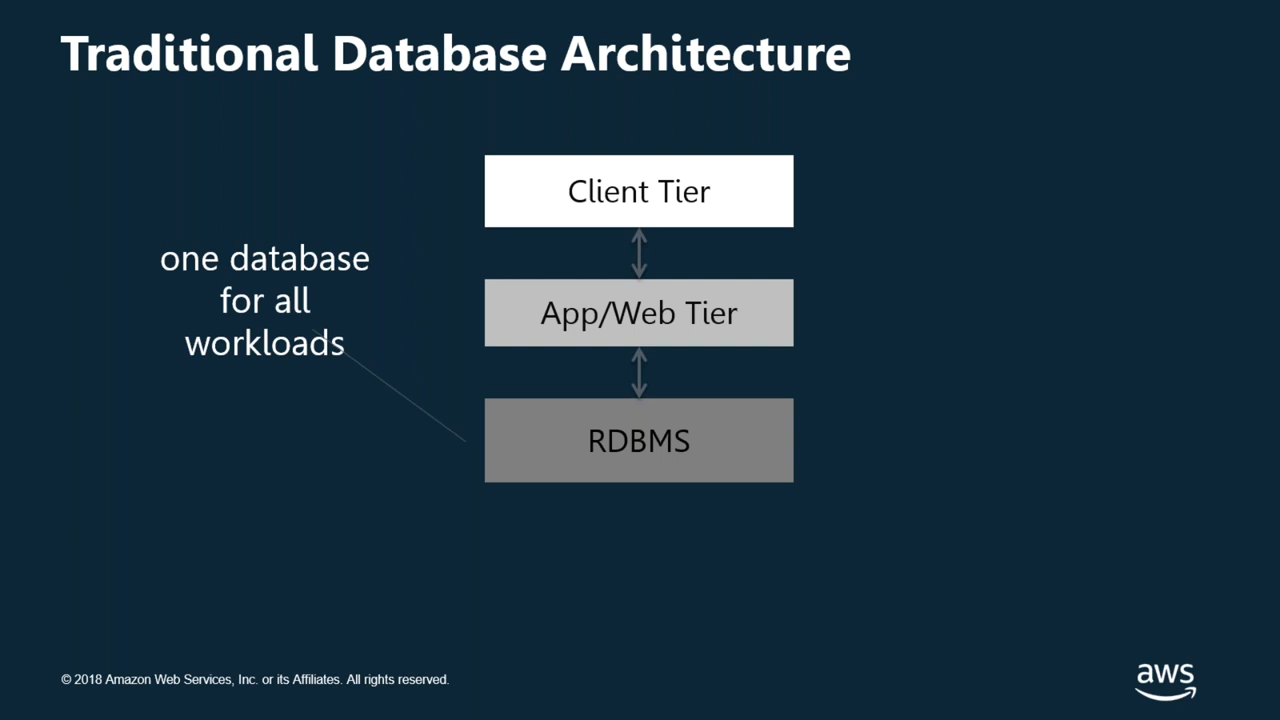 Traditional Database Architecture
Client Tier
one database
for all
workloads
App/Web Tier
RDBMS
© 2018 Amazon Web Services, Inc. or its Affiliates. All rights reserved.
aws